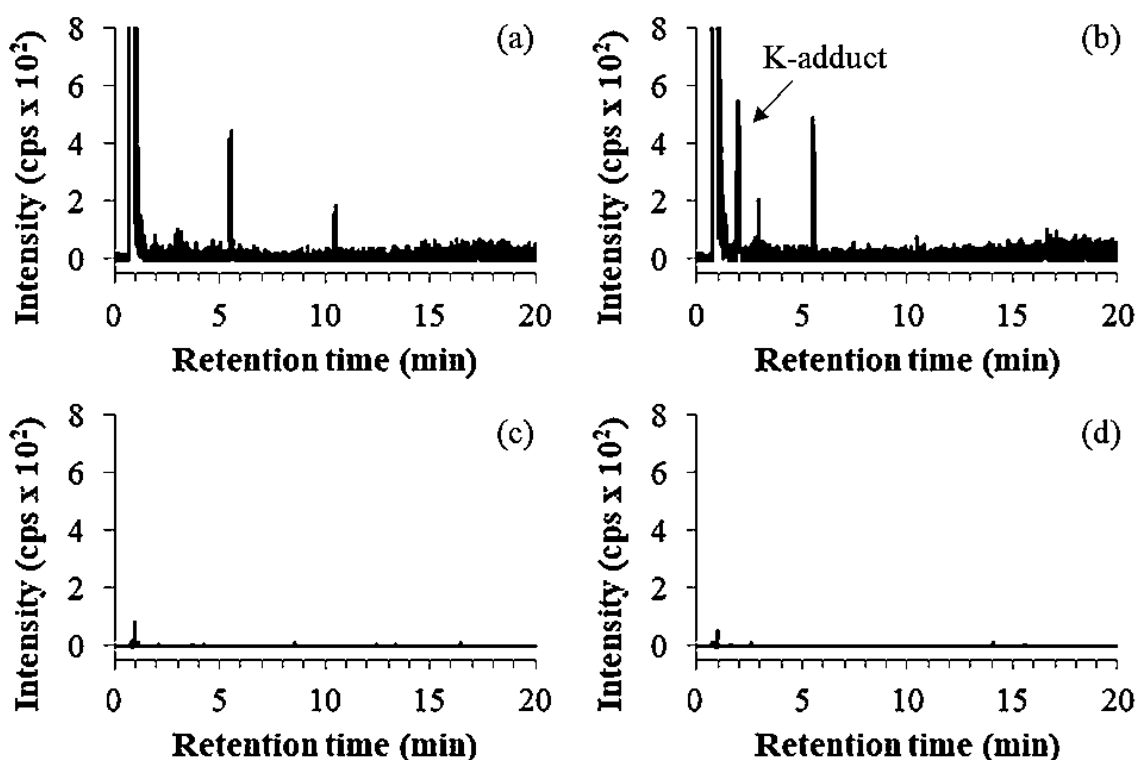 (a)
8
6
4
2
0
Intensity (cps x 10²)
0 5 10 15 20
Retention time (min)
(b)
K-adduct
8
6
4
2
0
Intensity (cps x 10²)
0 5 10 15 20
Retention time (min)
(c)
8
6
4
2
0
Intensity (cps x 10²)
0 5 10 15 20
Retention time (min)
(d)
8
6
4
2
0
Intensity (cps x 10²)
0 5 10 15 20
Retention time (min)